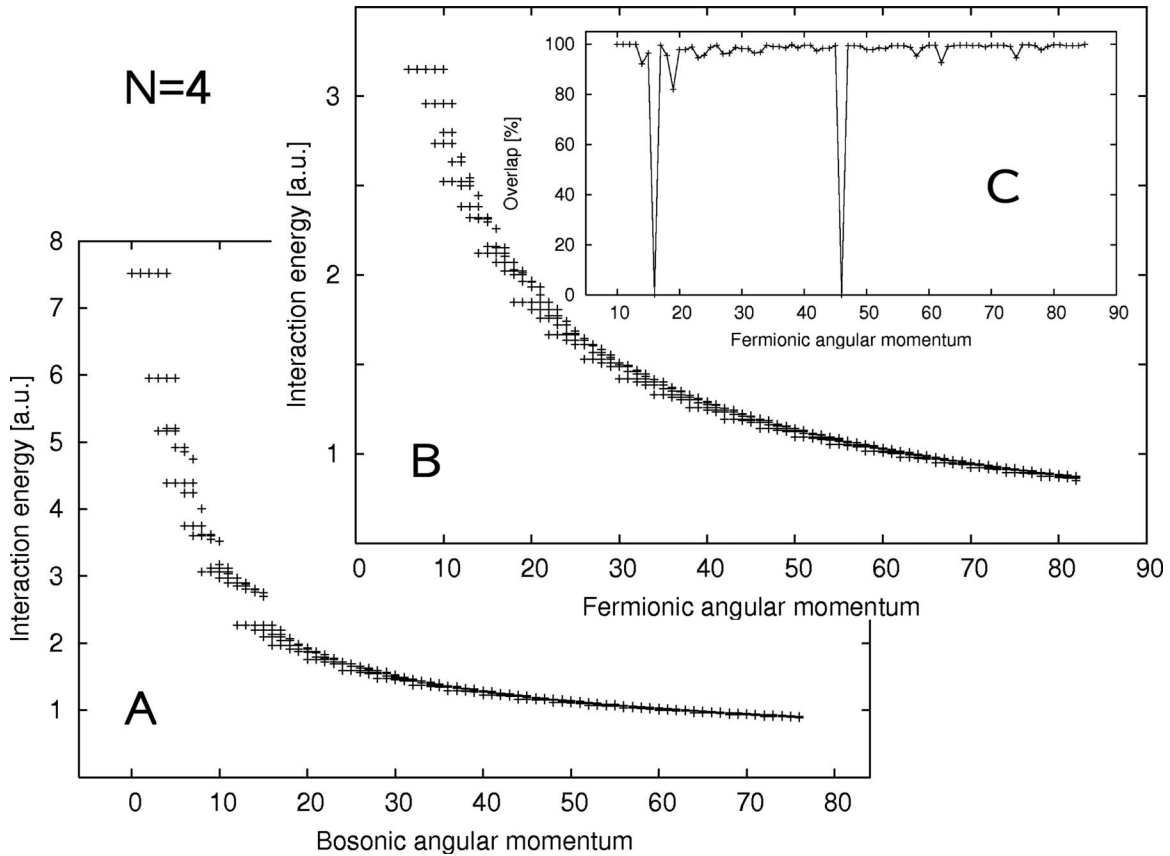 N=4
Interaction energy [a.u.]
3
2
1
0 10 20 30 40 50 60 70 80 90
Fermionic angular momentum
B
Overlap [%]
100
80
60
40
20
0
10 20 30 40 50 60 70 80 90
Fermionic angular momentum
C
Interaction energy [a.u.]
8
7
6
5
4
3
2
1
0 10 20 30 40 50 60 70 80
Bosonic angular momentum
A